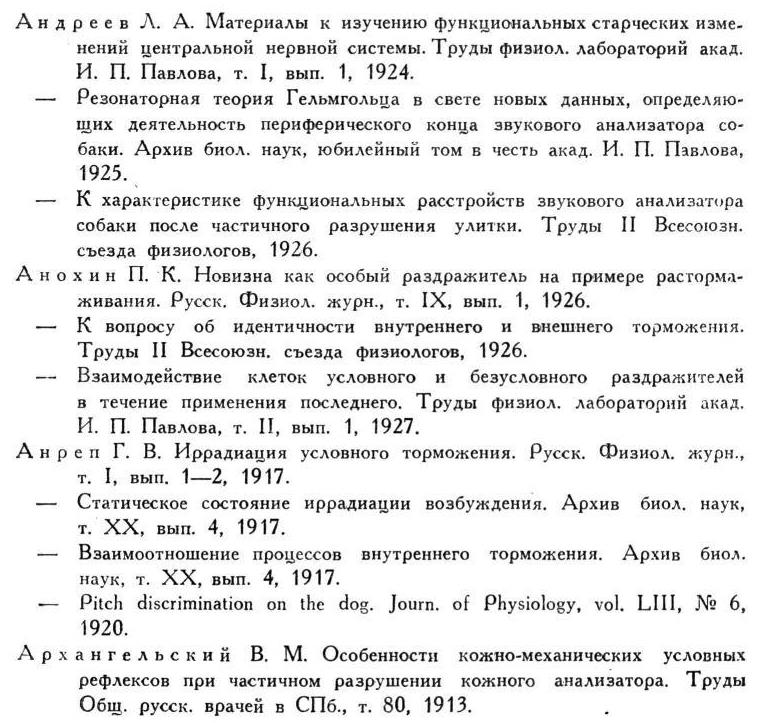 Андреев Л. А. Материалы к изучению функциональных старческих изме-
нений центральной нервной системы. Труды физиол. лабораторий акад.
И. П. Павлова, т. I, вып. 1, 1924.
— Резонаторная теория Гельмгольца в свете новых данных, определяю-
щих деятельность периферического конца звукового анализатора со-
баки. Архив биол. наук, юбилейный том в честь акад. И. П. Павлова,
1925.
— К характеристике функциональных расстройств звукового анализатора
собаки после частичного разрушения улитки. Труды II Всесоюзн.
съезда физиологов, 1926.
Анохин П. К. Новизна как особый раздражитель на примере расторма-
живания. Русск. Физиол. журн., т. IX, вып. 1, 1926.
— К вопросу об идентичности внутреннего и внешнего торможения.
Труды II Всесоюзн. съезда физиологов, 1926.
— Взаимодействие клеток условного и безусловного раздражителей
в течение применения последнего. Труды физиол. лабораторий акад.
И. П. Павлова, т. II, вып. 1, 1927.
Анреп Г. В. Иррадиация условного торможения. Русск. Физиол. журн.,
т. I, вып. 1—2, 1917.
— Статическое состояние иррадиации возбуждения. Архив биол. наук,
т. XX, вып. 4, 1917.
— Взаимоотношение процессов внутреннего торможения. Архив биол.
наук, т. XX, вып. 4, 1917.
— Pitch discrimination on the dog. Journ. of Physiology, vol. LIII, № 6,
1920.
Архангельский В. М. Особенности кожно-механических условных
рефлексов при частичном разрушении кожного анализатора. Труды
Общ. русск. врачей в СПб., т. 80, 1913.